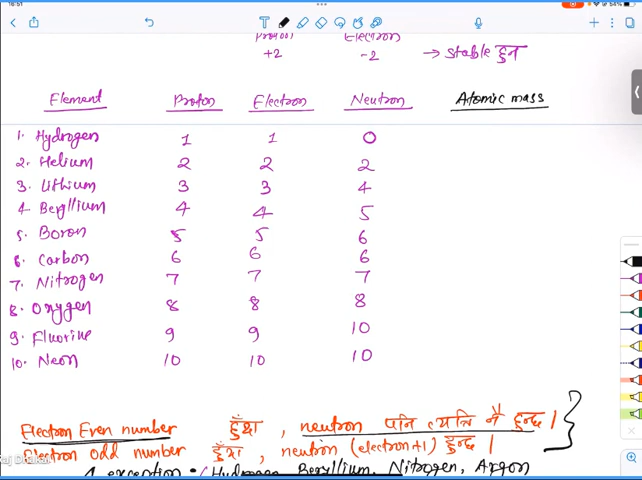 18:51
54%
Proton Electron
+2 -2 → stable हुन
Element Proton Electron Neutron Atomic mass
1. Hydrogen 1 1 0
2. Helium 2 2 2
3. Lithium 3 3 4
4. Beryllium 4 4 5
5. Boron 5 5 6
6. Carbon 6 6 6
7. Nitrogen 7 7 7
8. Oxygen 8 8 8
9. Fluorine 9 9 10
10. Neon 10 10 10
Electron Even number हुँदा, neutron पनि त्यति नै हुन्छ |
Electron odd number हुँदा, neutron (electron+1) हुन्छ |
4 exception : Hydrogen, Beryllium, Nitrogen, Argon